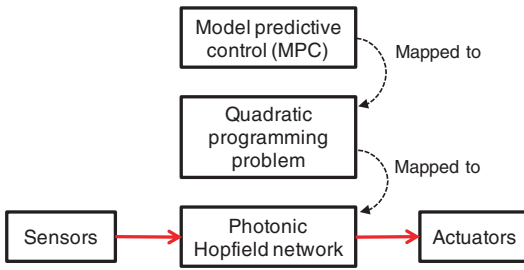 Model predictive
control (MPC)
Mapped to
Quadratic
programming
problem
Mapped to
Sensors
Photonic
Hopfield network
Actuators